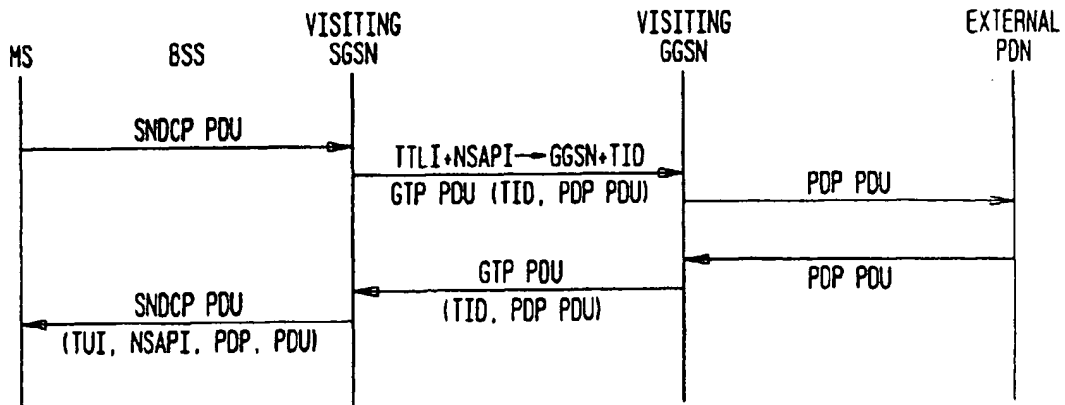 MS
BSS
VISITING
SGSN
VISITING
GGSN
EXTERNAL
PDN
SNDCP PDU
TTLI+NSAPI→GGSN+TID
GTP PDU (TID, PDP PDU)
PDP PDU
PDP PDU
GTP PDU
(TID, PDP PDU)
SNDCP PDU
(TUI, NSAPI, PDP, PDU)